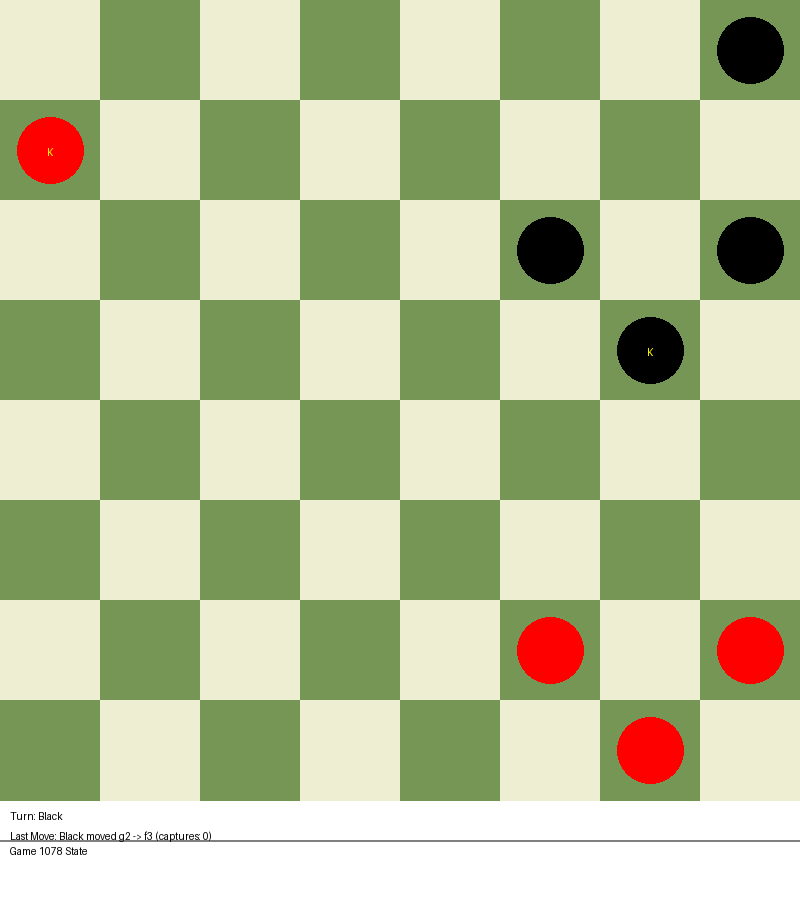 K
K
Turn: Black
Last Move: Black moved g2 -> f3 (captures: 0)
Game 1078 State